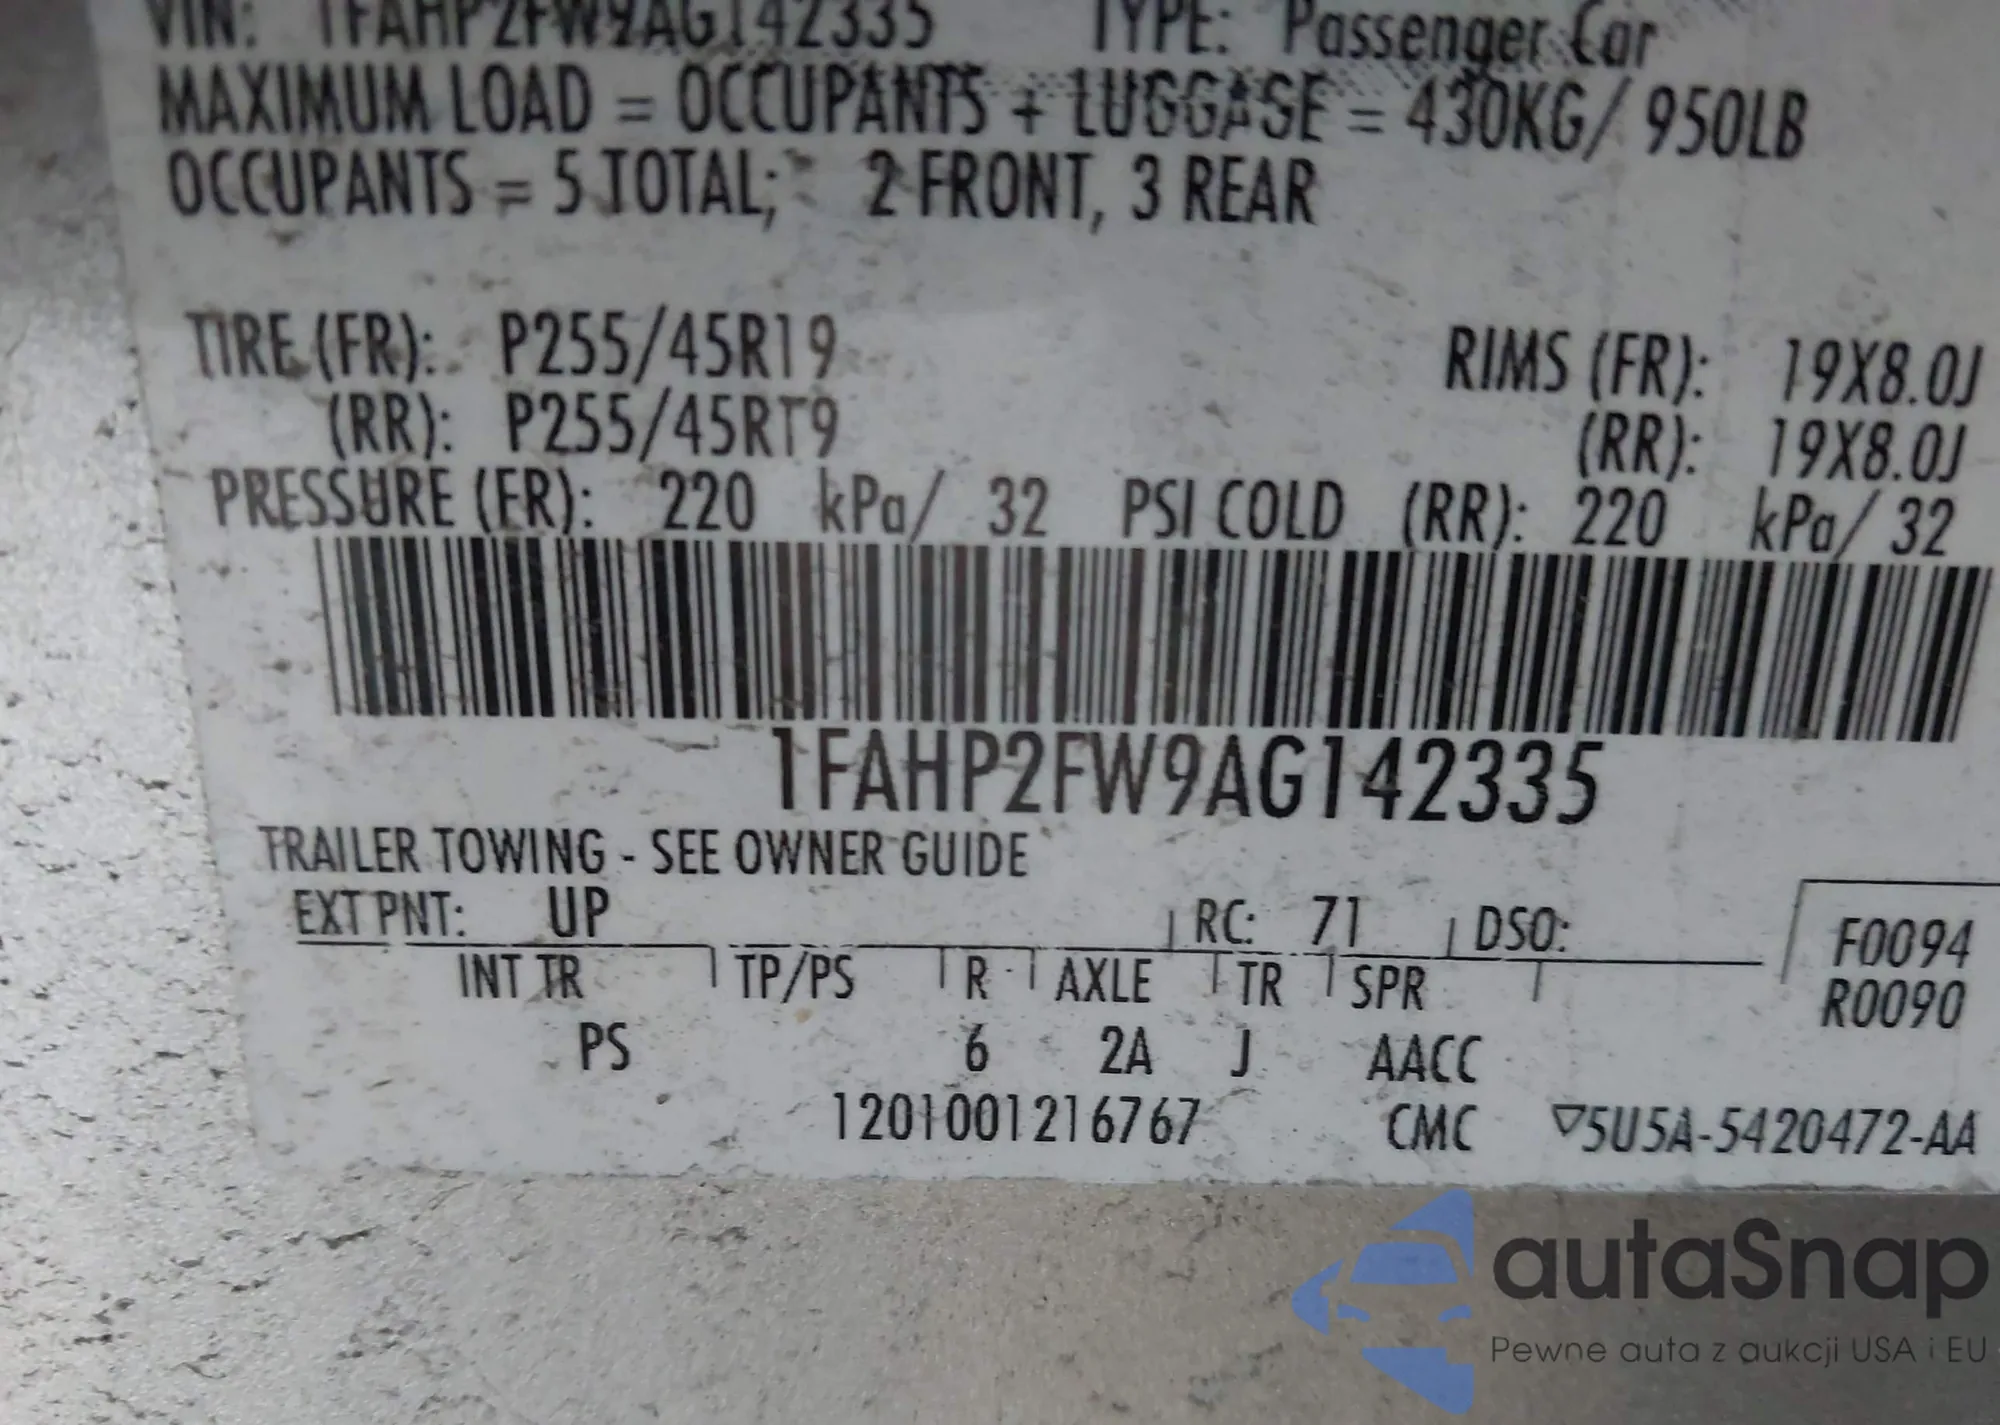 VIN: 1FAHP2FW9AG142335 TYPE: Passenger Car
MAXIMUM LOAD = OCCUPANTS + LUGGAGE = 430KG/ 950LB
OCCUPANTS = 5 TOTAL; 2 FRONT, 3 REAR
TIRE (FR): P255/45R19 RIMS (FR): 19X8.0J
(RR): P255/45R19 (RR): 19X8.0J
PRESSURE (FR): 220 kPa/ 32 PSI COLD (RR): 220 kPa/ 32
1FAHP2FW9AG142335
TRAILER TOWING - SEE OWNER GUIDE
EXT PNT: UP RC: 71 DSO: F0094
INT TR TP/PS R AXLE TR SPR R0090
PS 6 2A J AACC
1201001216767 CMC ▽5U5A-5420472-AA
autaSnap
Pewne auta z aukcji USA i EU